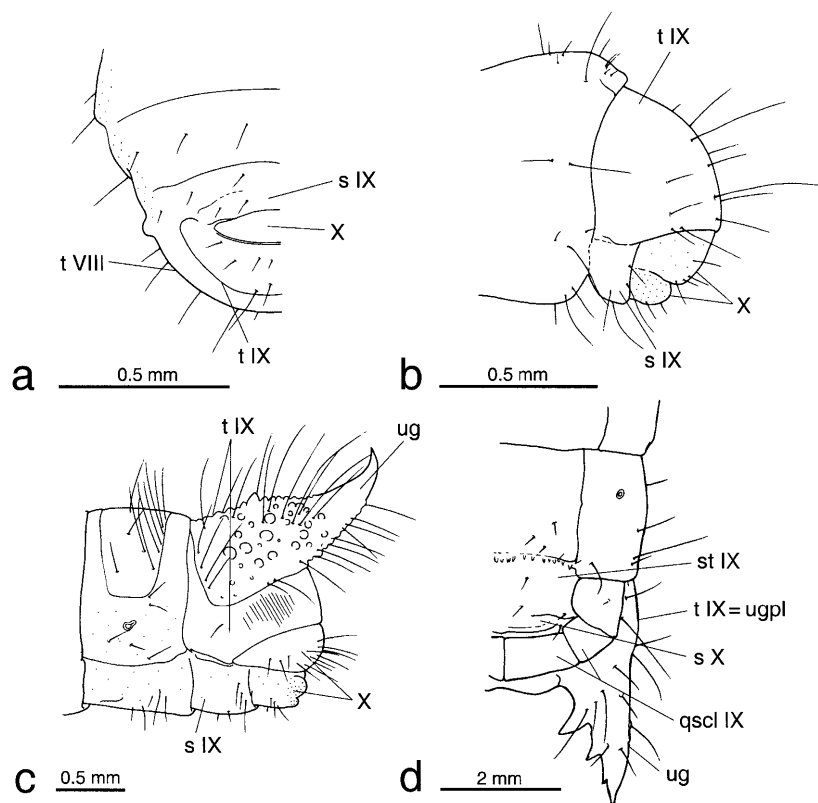 t IX
s IX
X
t VIII
t IX
X
s IX
a
0.5 mm
b
0.5 mm
t IX
ug
st IX
t IX = ugpl
s X
X
qscl IX
s IX
ug
c
0.5 mm
d
2 mm